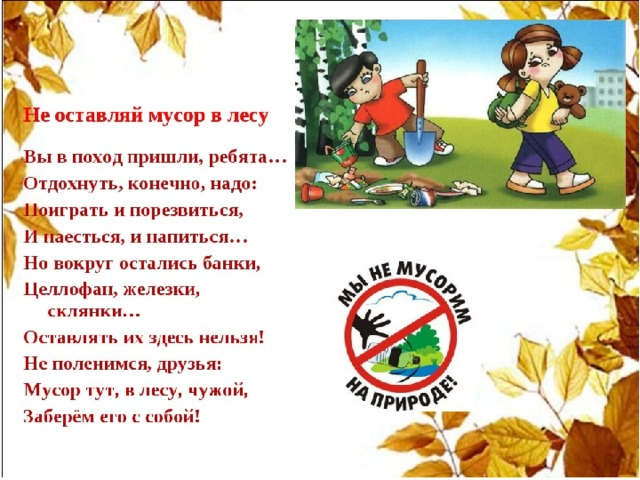 Не оставляй мусор в лесу
Вы в поход пришли, ребята…
Отдохнуть, конечно, надо:
Поиграть и порезвиться,
И наесться, и напиться…
Но вокруг остались банки,
Целлофан, железки,
склянки…
Оставлять их здесь нельзя!
Не поленимся, друзья:
Мусор тут, в лесу, чужой,
Заберём его с собой!
МЫ НЕ МУСОРИМ
НА ПРИРОДЕ!